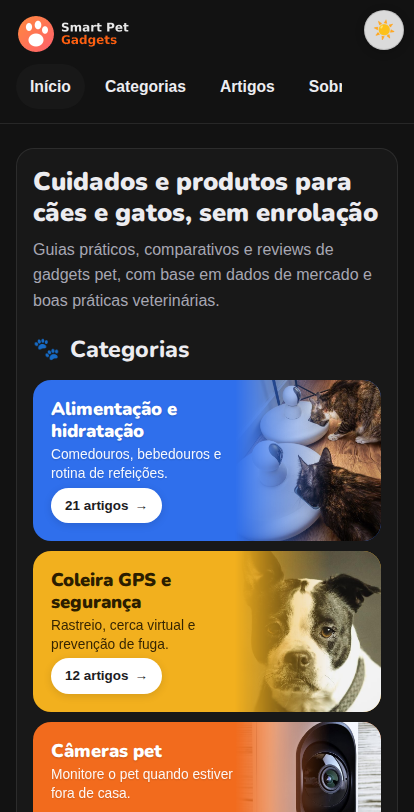 Smart Pet
Gadgets
Início Categorias Artigos Sob
Cuidados e produtos para
cães e gatos, sem enrolação
Guias práticos, comparativos e reviews de
gadgets pet, com base em dados de mercado e
boas práticas veterinárias.
Categorias
Alimentação e
hidratação
Comedouros, bebedouros e
rotina de refeições.
21 artigos →
Coleira GPS e
segurança
Rastreio, cerca virtual e
prevenção de fuga.
12 artigos →
Câmeras pet
Monitore o pet quando estiver
fora de casa.